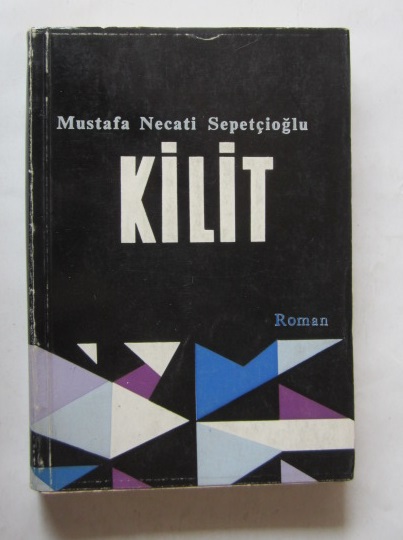 Mustafa Necati Sepetçioğlu
KİLİT
Roman